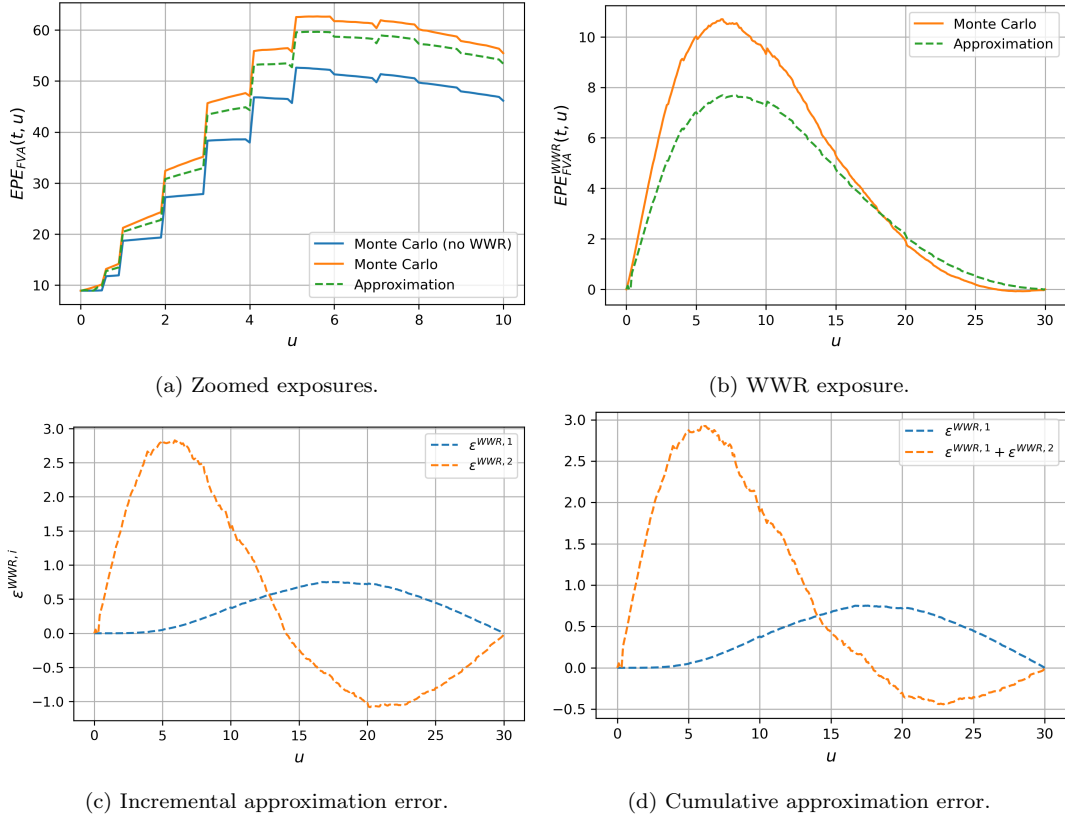 60
50
40
30
20
10
EPE_{FVA}(t, u)
Monte Carlo (no WWR)
Monte Carlo
Approximation
0 2 4 6 8 10
u
(a) Zoomed exposures.
10
8
6
4
2
0
EPE^{WWR}_{FVA}(t, u)
Monte Carlo
Approximation
0 5 10 15 20 25 30
u
(b) WWR exposure.
3.0
2.5
2.0
1.5
1.0
0.5
0.0
−0.5
−1.0
ε^{WWR, i}
ε^{WWR, 1}
ε^{WWR, 2}
0 5 10 15 20 25 30
u
(c) Incremental approximation error.
3.0
2.5
2.0
1.5
1.0
0.5
0.0
−0.5
ε^{WWR, 1}
ε^{WWR, 1} + ε^{WWR, 2}
0 5 10 15 20 25 30
u
(d) Cumulative approximation error.